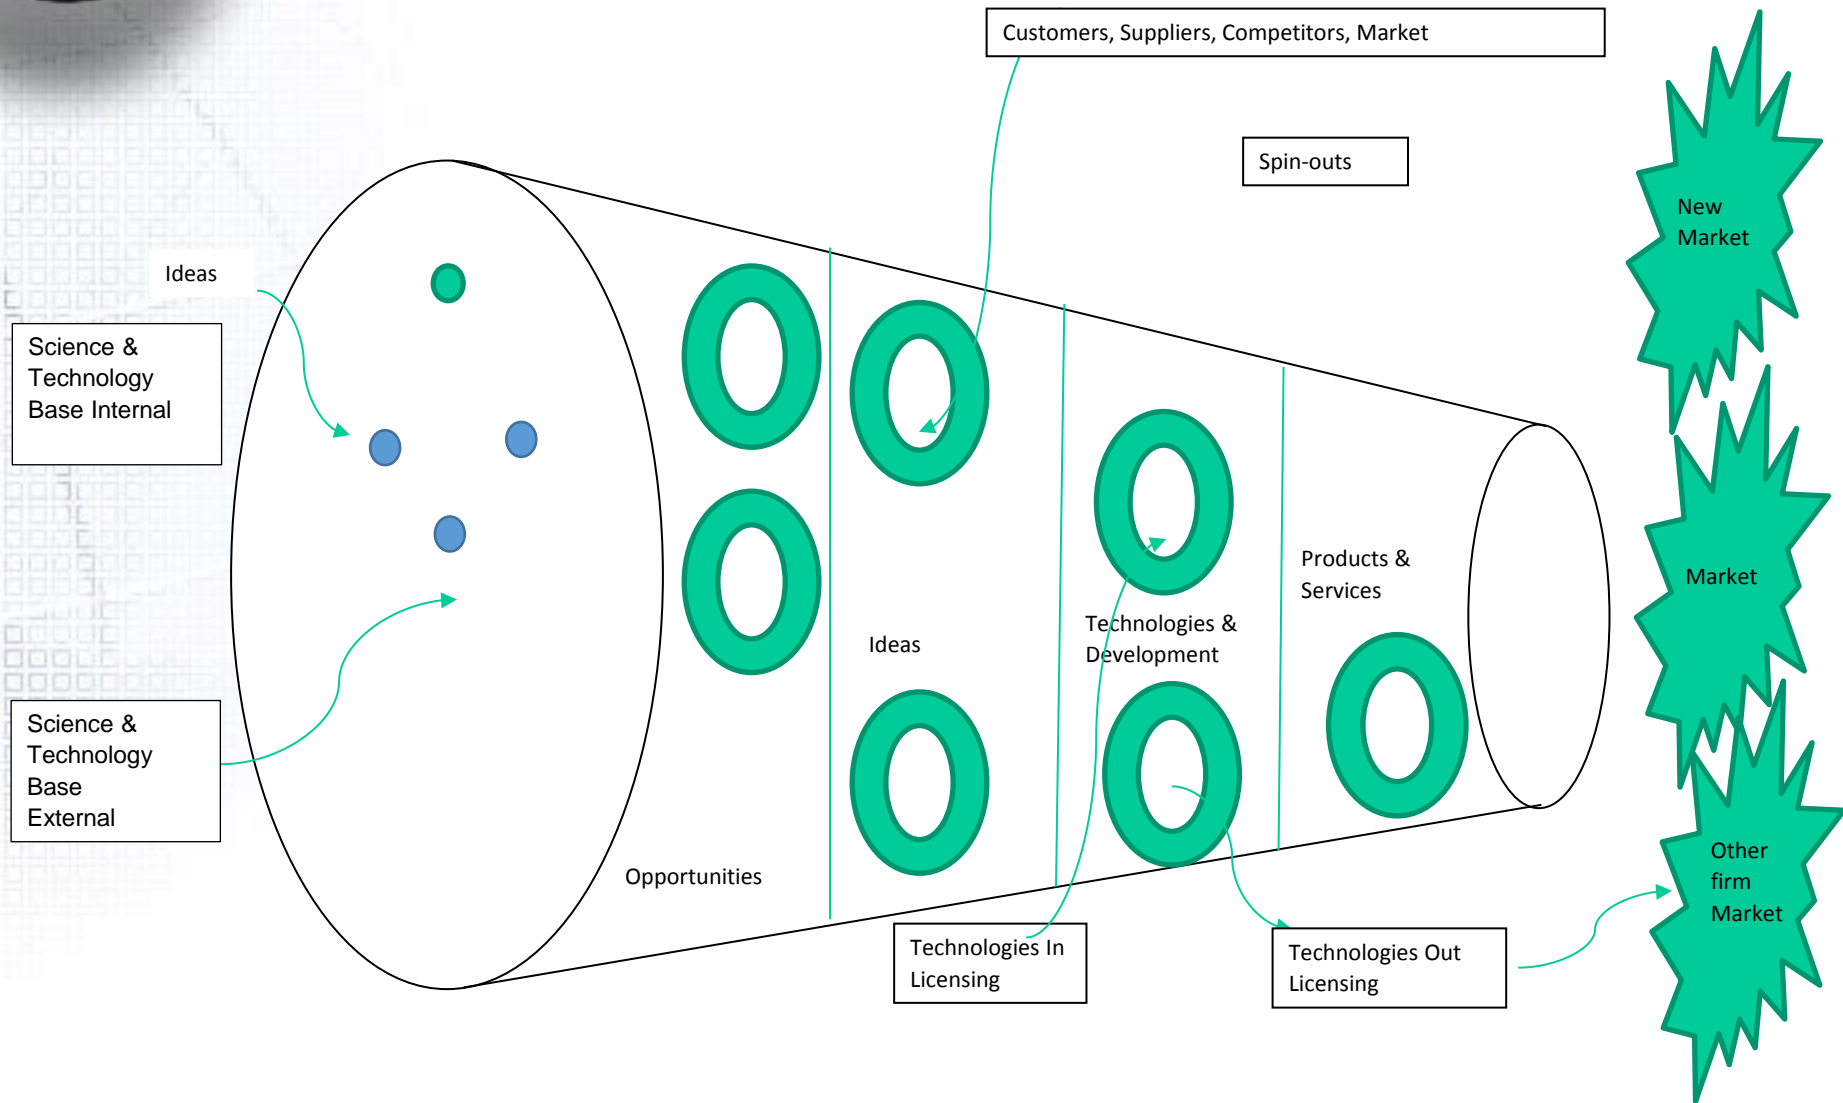 Customers, Suppliers, Competitors, Market
Spin-outs
New
Market
Ideas
Science &
Technology
Base Internal
Products &
Services
Market
Technologies &
Development
Ideas
Science &
Technology
Base
External
Opportunities
Other
firm
Market
Technologies In
Licensing
Technologies Out
Licensing